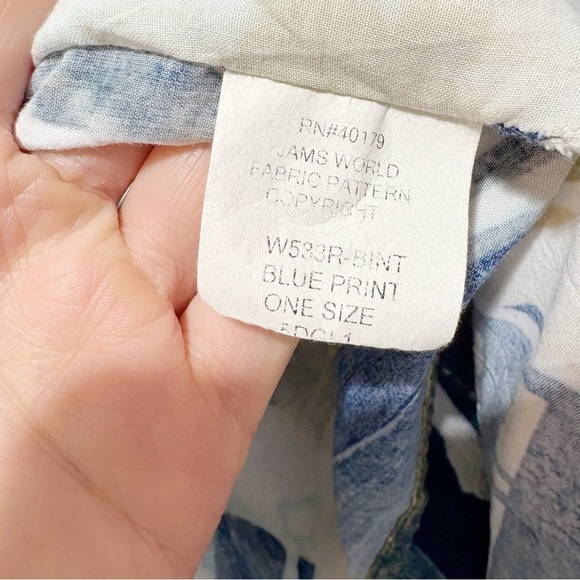 RN#40179
JAMS WORLD
FABRIC PATTERN
COPYRIGHT
W533R-BINT
BLUE PRINT
ONE SIZE